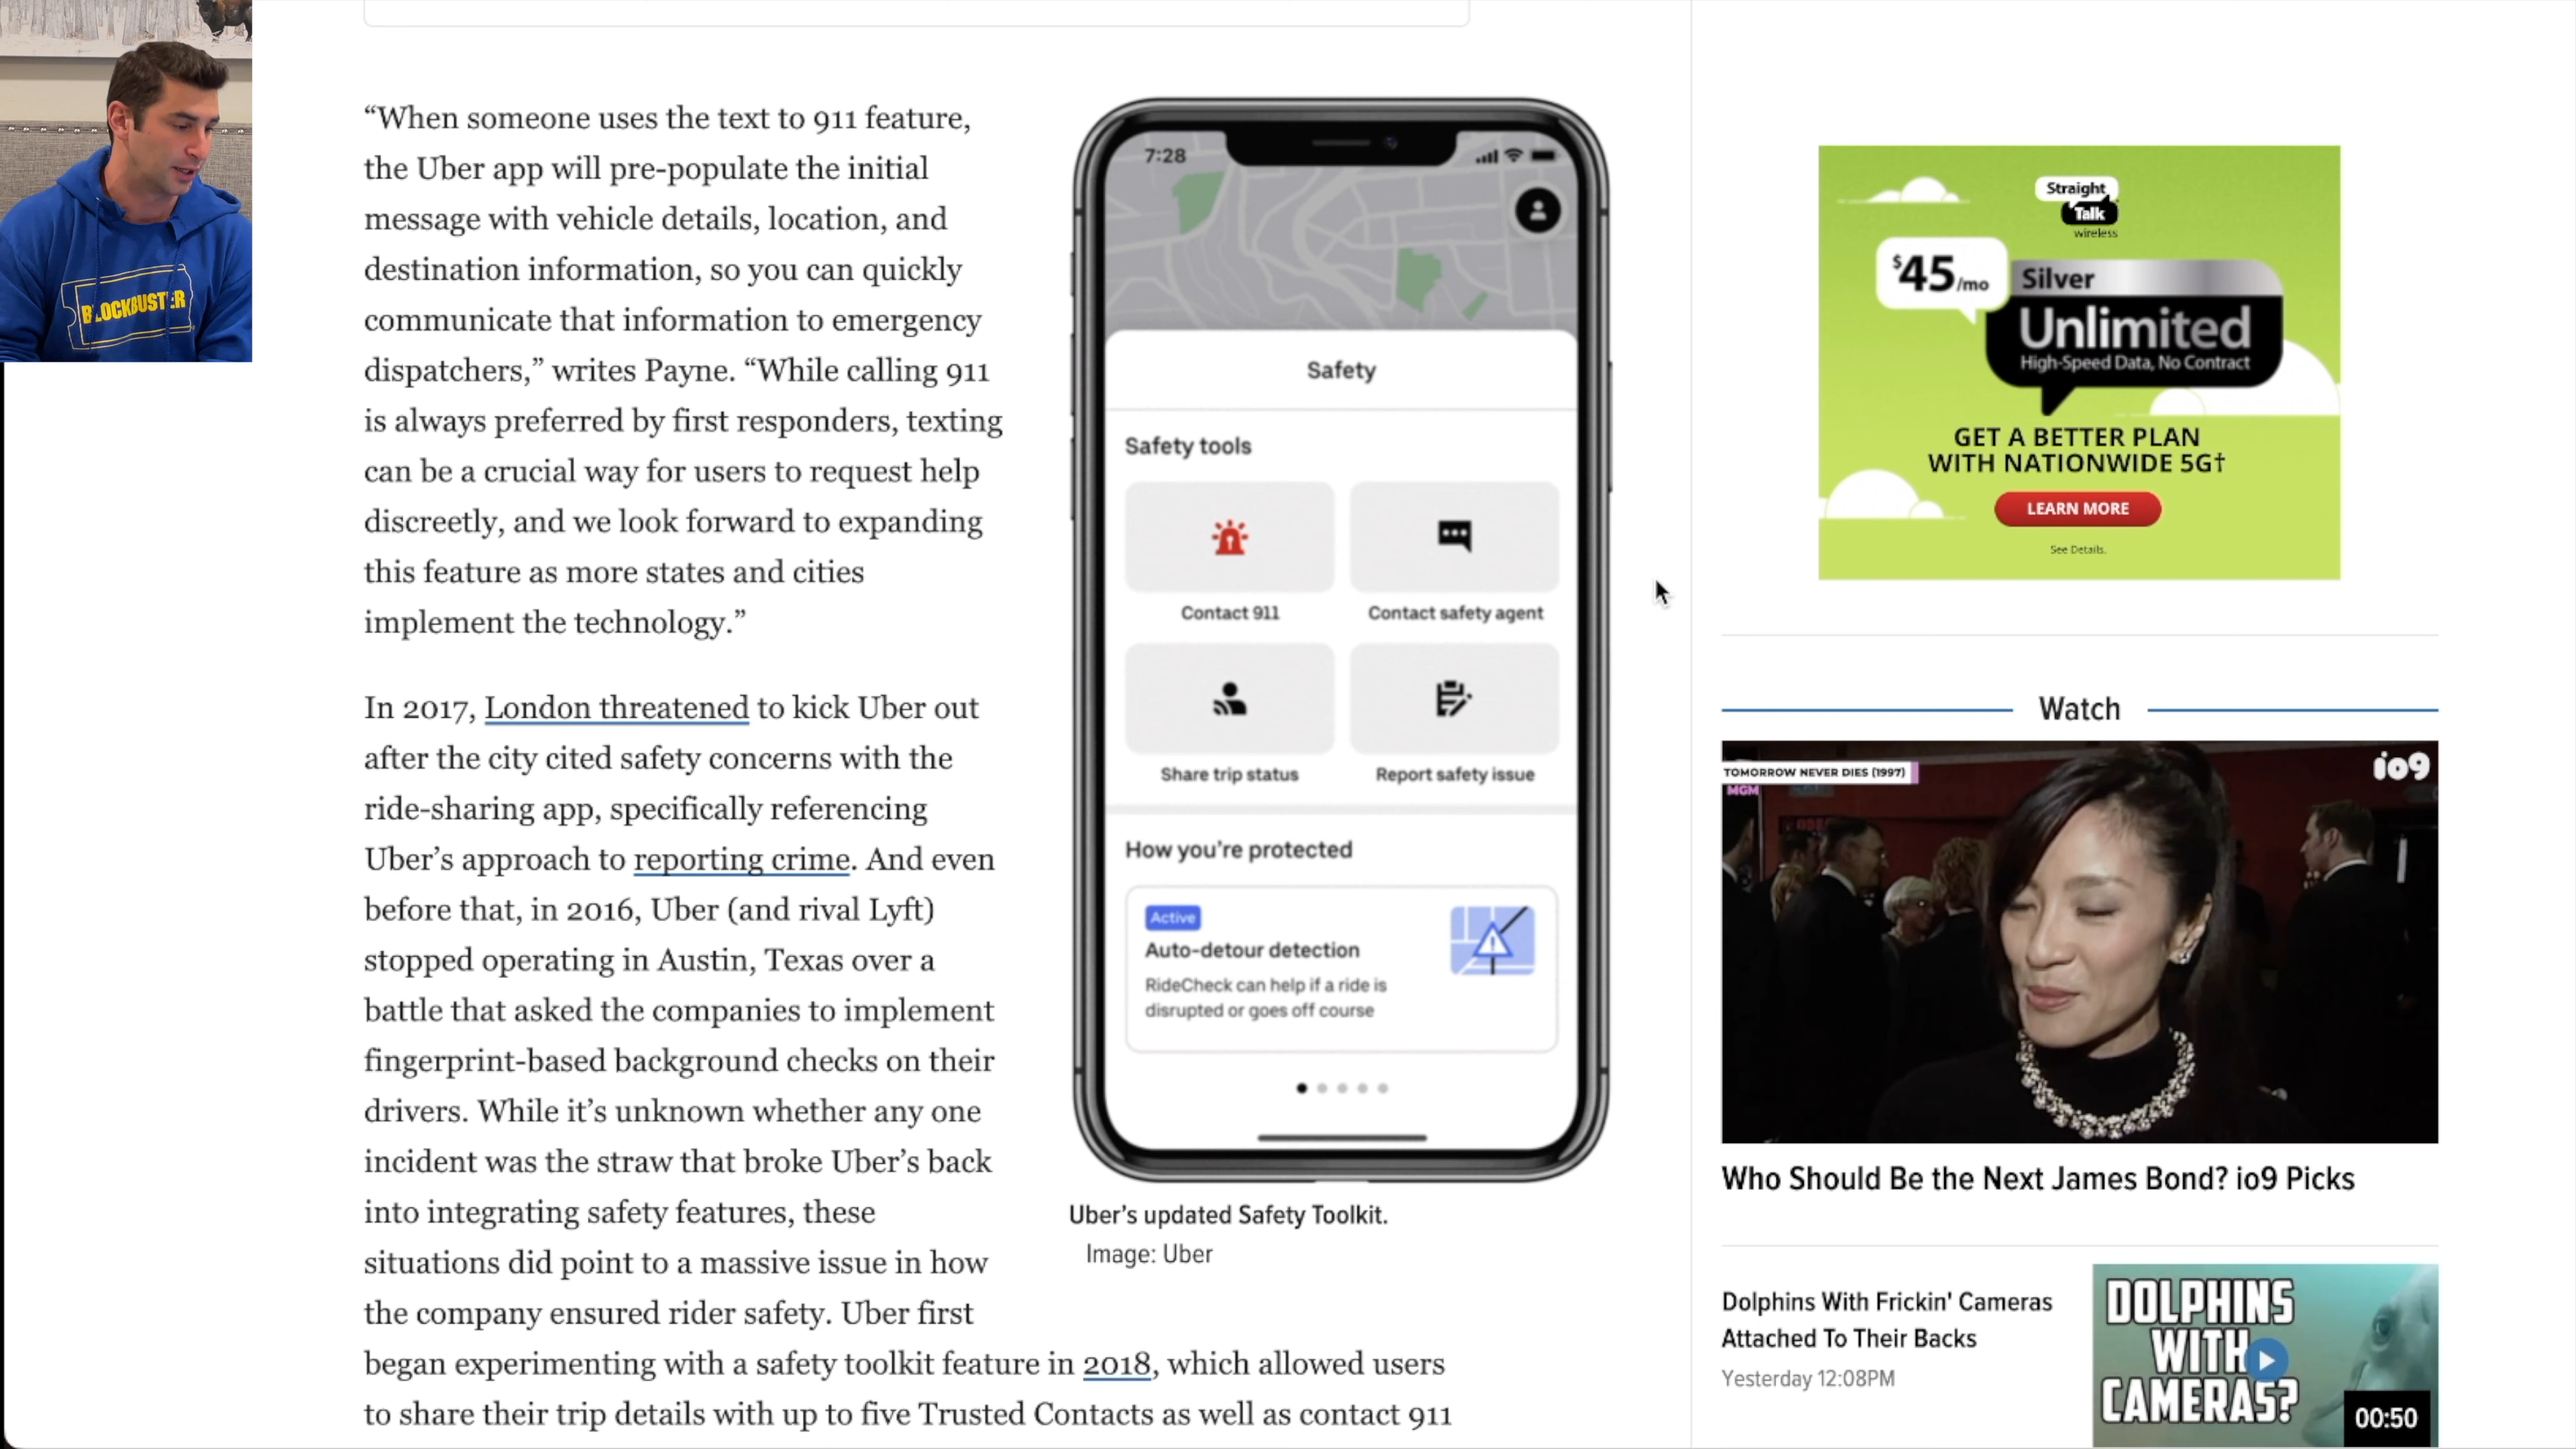 BLOCKBUSTER
“When someone uses the text to 911 feature,
the Uber app will pre-populate the initial
message with vehicle details, location, and
destination information, so you can quickly
communicate that information to emergency
dispatchers,” writes Payne. “While calling 911
is always preferred by first responders, texting
can be a crucial way for users to request help
discreetly, and we look forward to expanding
this feature as more states and cities
implement the technology.”
In 2017, London threatened to kick Uber out
after the city cited safety concerns with the
ride-sharing app, specifically referencing
Uber’s approach to reporting crime. And even
before that, in 2016, Uber (and rival Lyft)
stopped operating in Austin, Texas over a
battle that asked the companies to implement
fingerprint-based background checks on their
drivers. While it’s unknown whether any one
incident was the straw that broke Uber’s back
into integrating safety features, these
situations did point to a massive issue in how
the company ensured rider safety. Uber first
began experimenting with a safety toolkit feature in 2018, which allowed users
to share their trip details with up to five Trusted Contacts as well as contact 911
7:28
Safety
Safety tools
Contact 911
Contact safety agent
Share trip status
Report safety issue
How you’re protected
Active
Auto-detour detection
RideCheck can help if a ride is
disrupted or goes off course
Uber’s updated Safety Toolkit.
Image: Uber
Straight
Talk
wireless
$45/mo
Silver
Unlimited
High-Speed Data, No Contract
GET A BETTER PLAN
WITH NATIONWIDE 5G†
LEARN MORE
See Details.
Watch
TOMORROW NEVER DIES (1997)
MGM
io9
Who Should Be the Next James Bond? io9 Picks
Dolphins With Frickin' Cameras
Attached To Their Backs
Yesterday 12:08PM
DOLPHINS
WITH
CAMERAS?
00:50